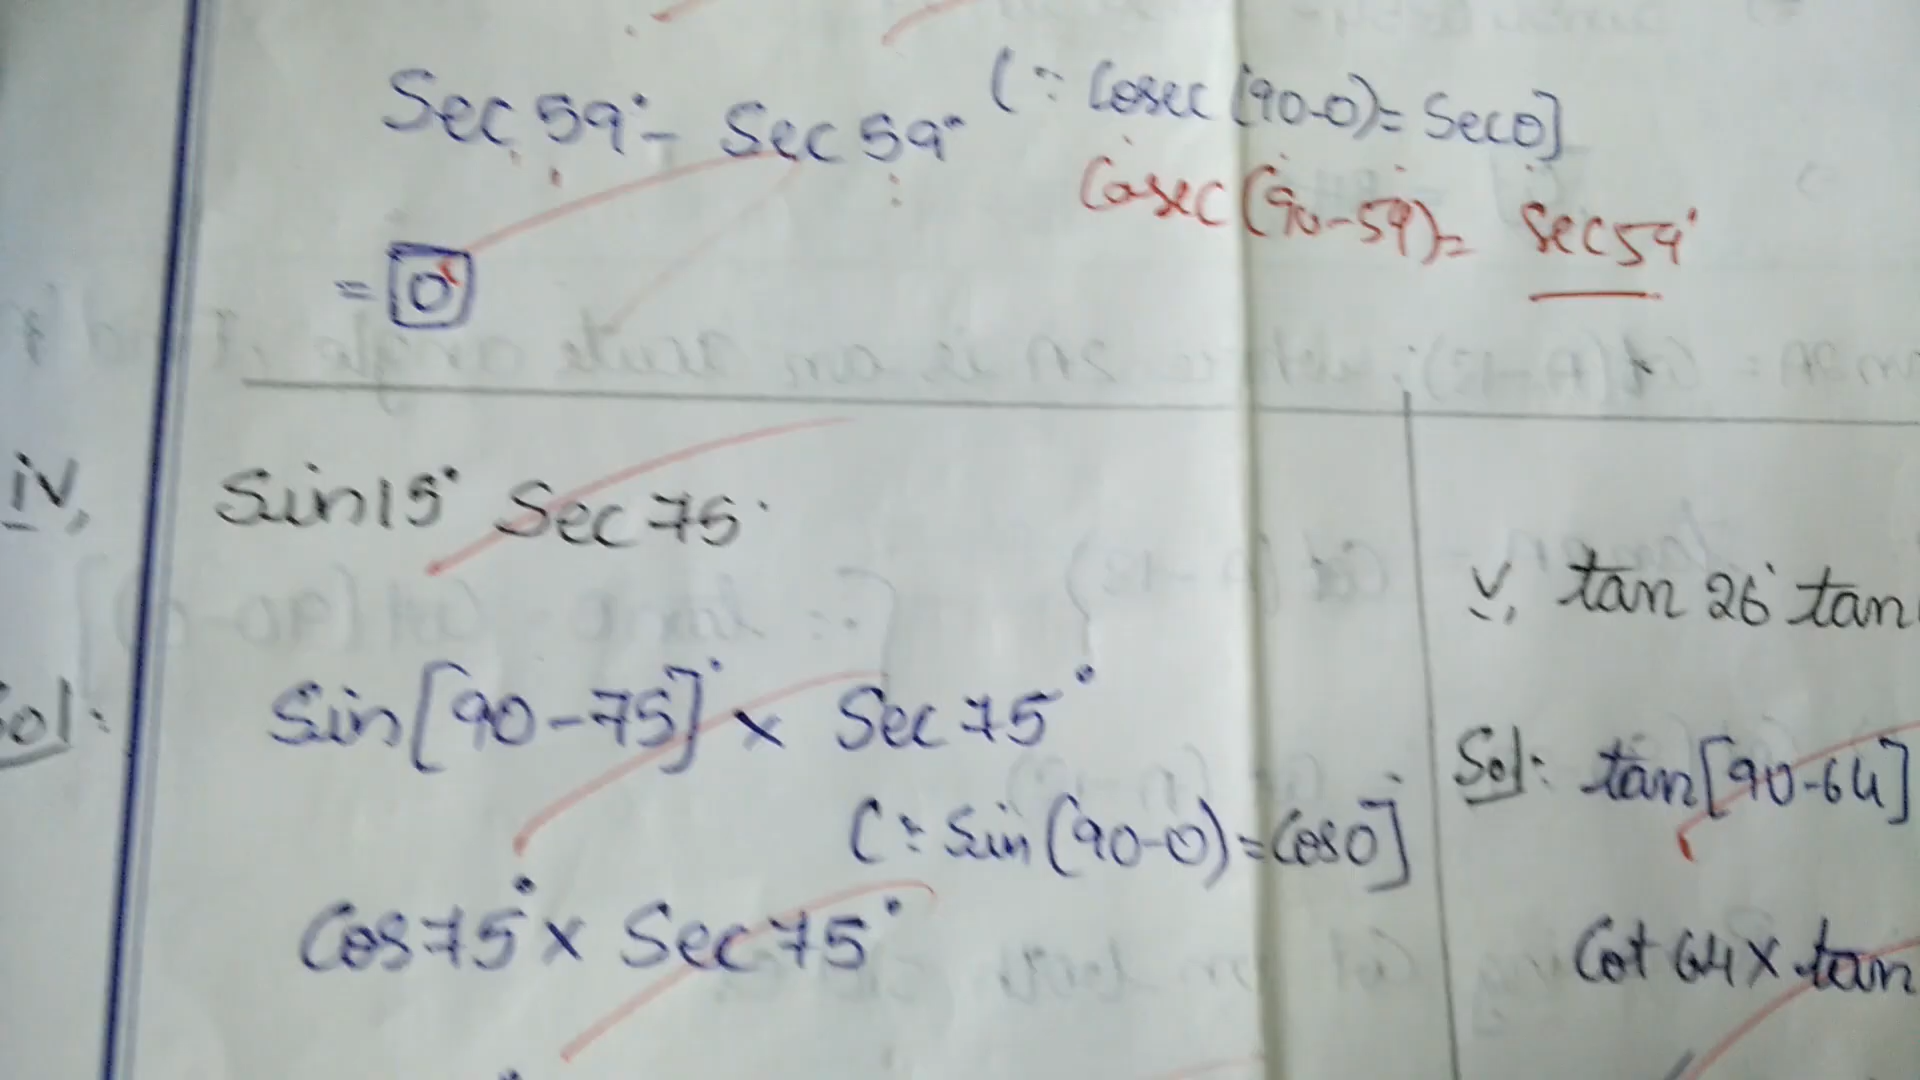 Sec 59° - Sec 59° (∵ Cosec (90-θ) = Sec θ]
Cosec (90-59) = Sec 59°
= 0
iv, Sin 15° Sec 75°
Sol: Sin [90-75]° × Sec 75°
(∵ Sin (90-θ) = Cos θ]
Cos 75° × Sec 75°
v, tan 26° tan
Sol: tan [90-64]
Cot 64 × tan